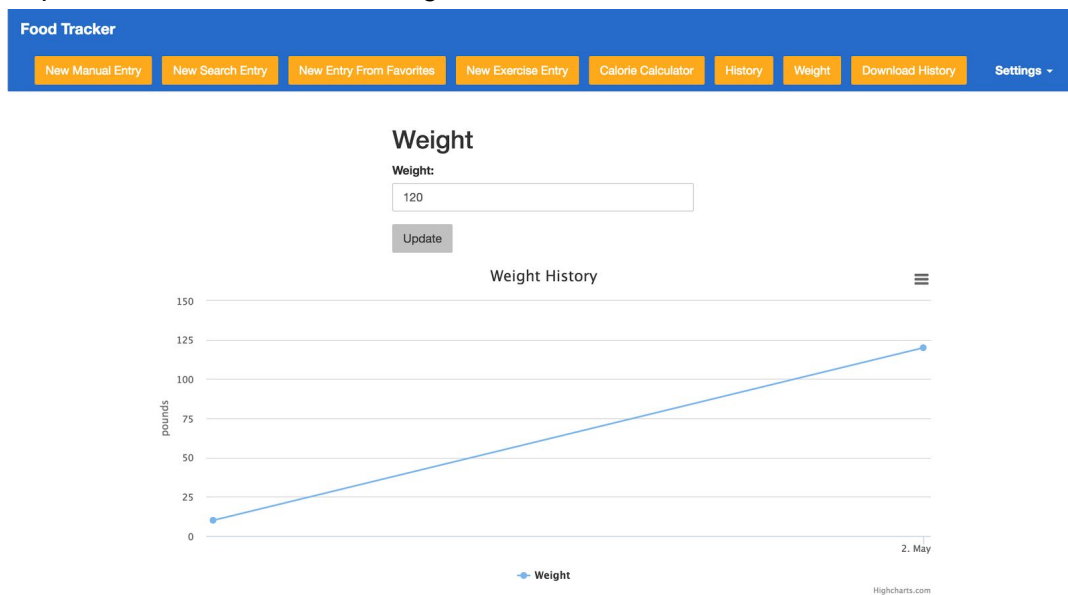 Food Tracker
New Manual Entry New Search Entry New Entry From Favorites New Exercise Entry Calorie Calculator History Weight Download History Settings
Weight
Weight:
120
Update
Weight History
150
125
100
75
50
25
0
pounds
2. May
Weight
Highcharts.com